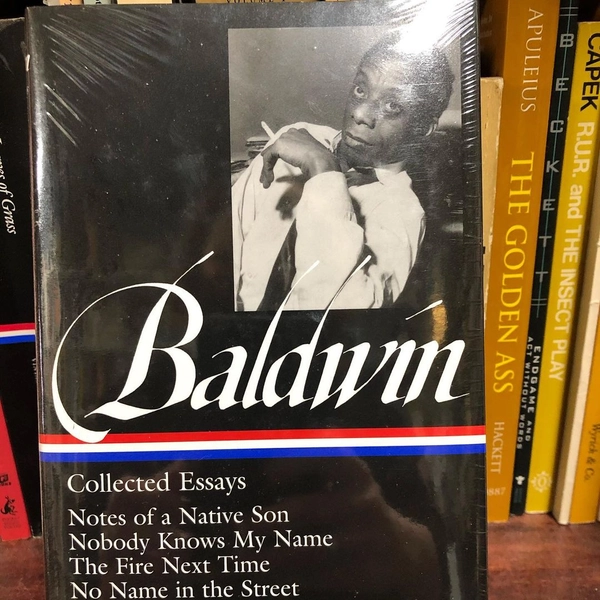 Baldwin
Collected Essays
Notes of a Native Son
Nobody Knows My Name
The Fire Next Time
No Name in the Street
of Grass
APULEIUS
THE GOLDEN ASS
HACKETT
BECKETT
ENDGAME AND
ACT WITHOUT WORDS
CAPEK R.U.R. and THE INSECT PLAY
Wyrick & Co.